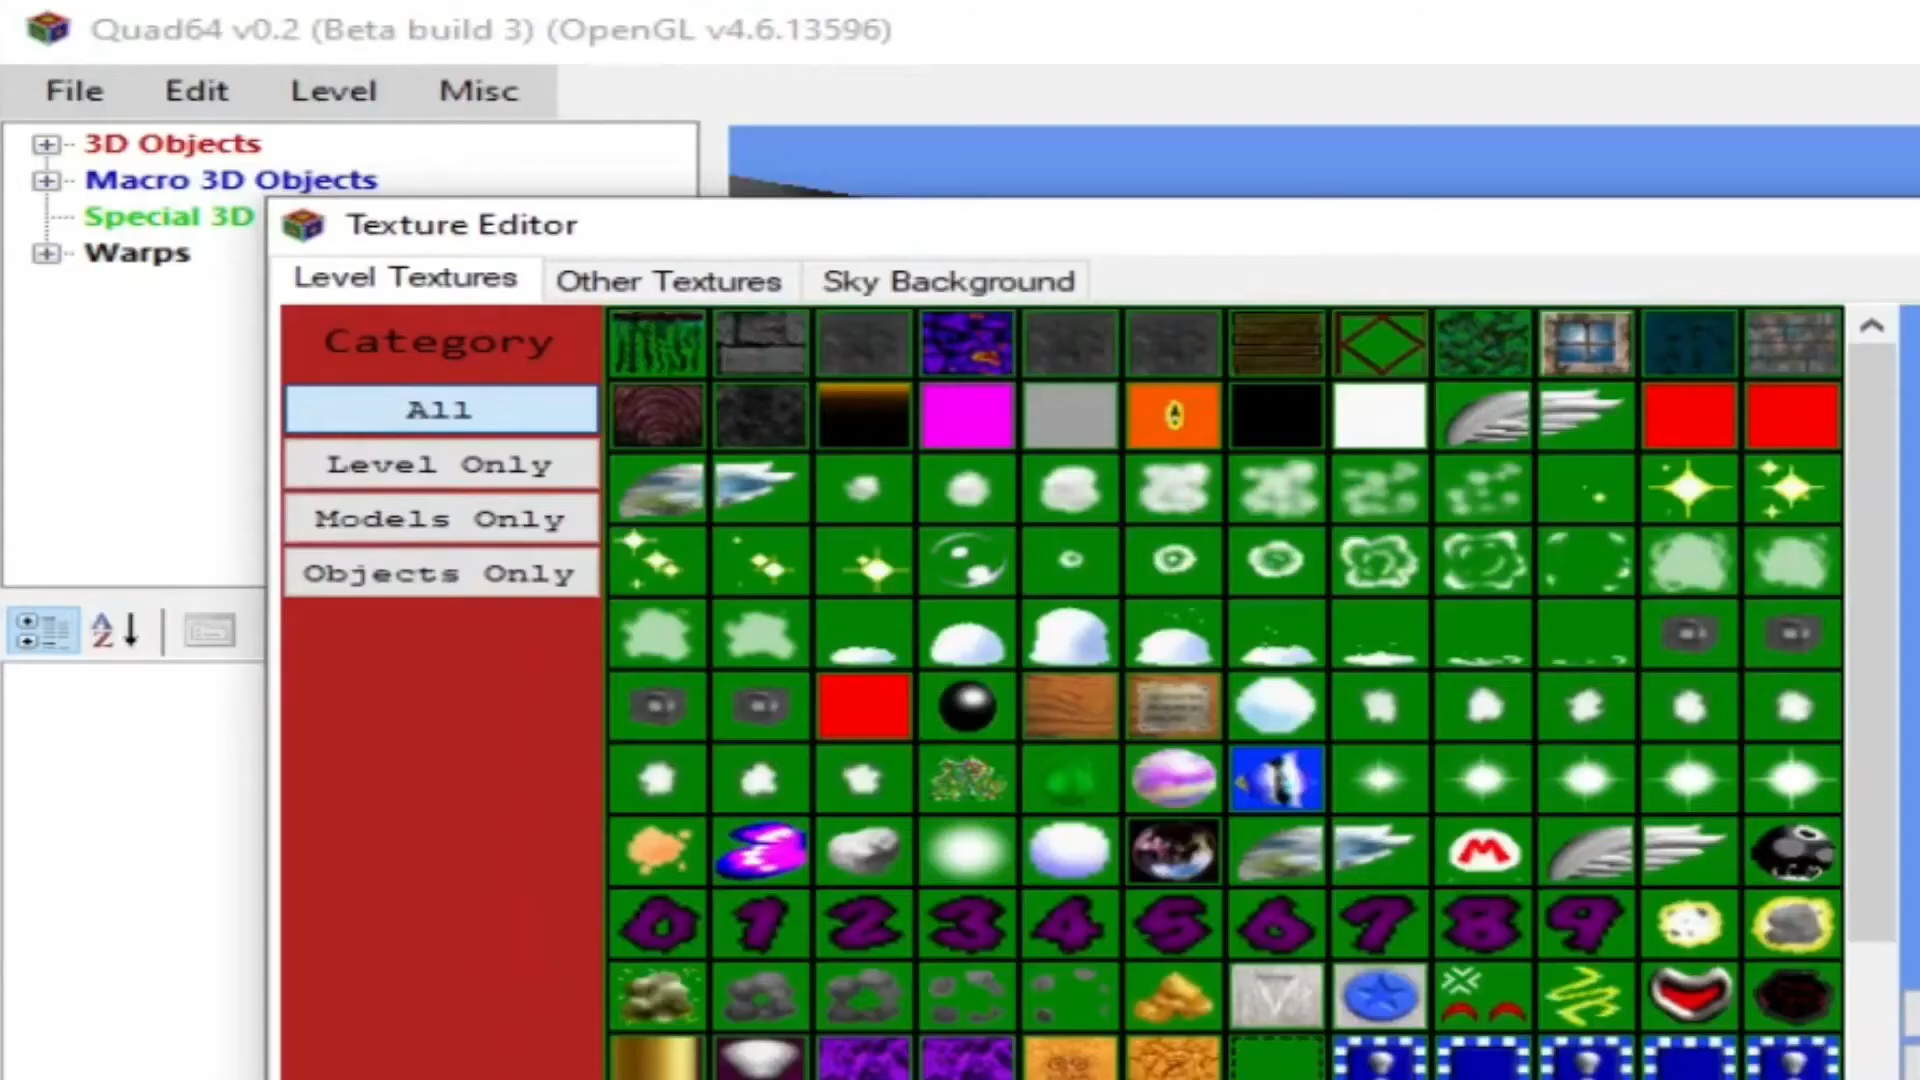 Quad64 v0.2 (Beta build 3) (OpenGL v4.6.13596)
File Edit Level Misc
3D Objects
Macro 3D Objects
Special 3D
Warps
Texture Editor
Level Textures Other Textures Sky Background
Category
All
Level Only
Models Only
Objects Only
A
Z
M
0 1 2 3 4 5 6 7 8 9